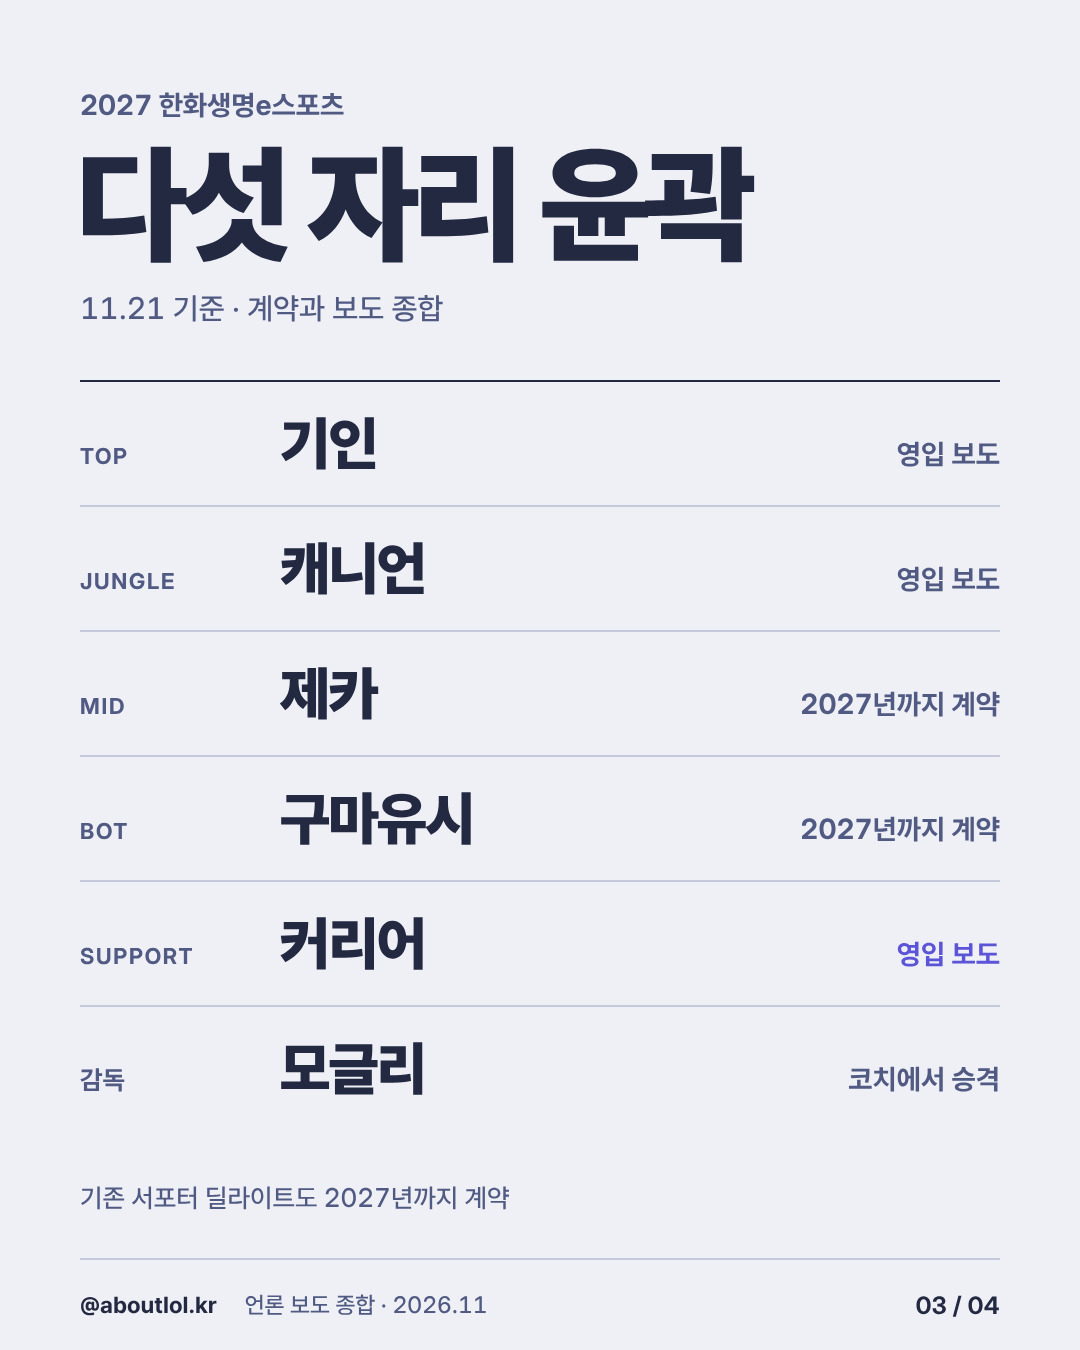 2027 한화생명e스포츠
다섯 자리 윤곽
11.21 기준 · 계약과 보도 종합
TOP 기인 영입 보도
JUNGLE 캐니언 영입 보도
MID 제카 2027년까지 계약
BOT 구마유시 2027년까지 계약
SUPPORT 커리어 영입 보도
감독 모글리 코치에서 승격
기존 서포터 딜라이트도 2027년까지 계약
@aboutlol.kr 언론 보도 종합 · 2026.11 03 / 04